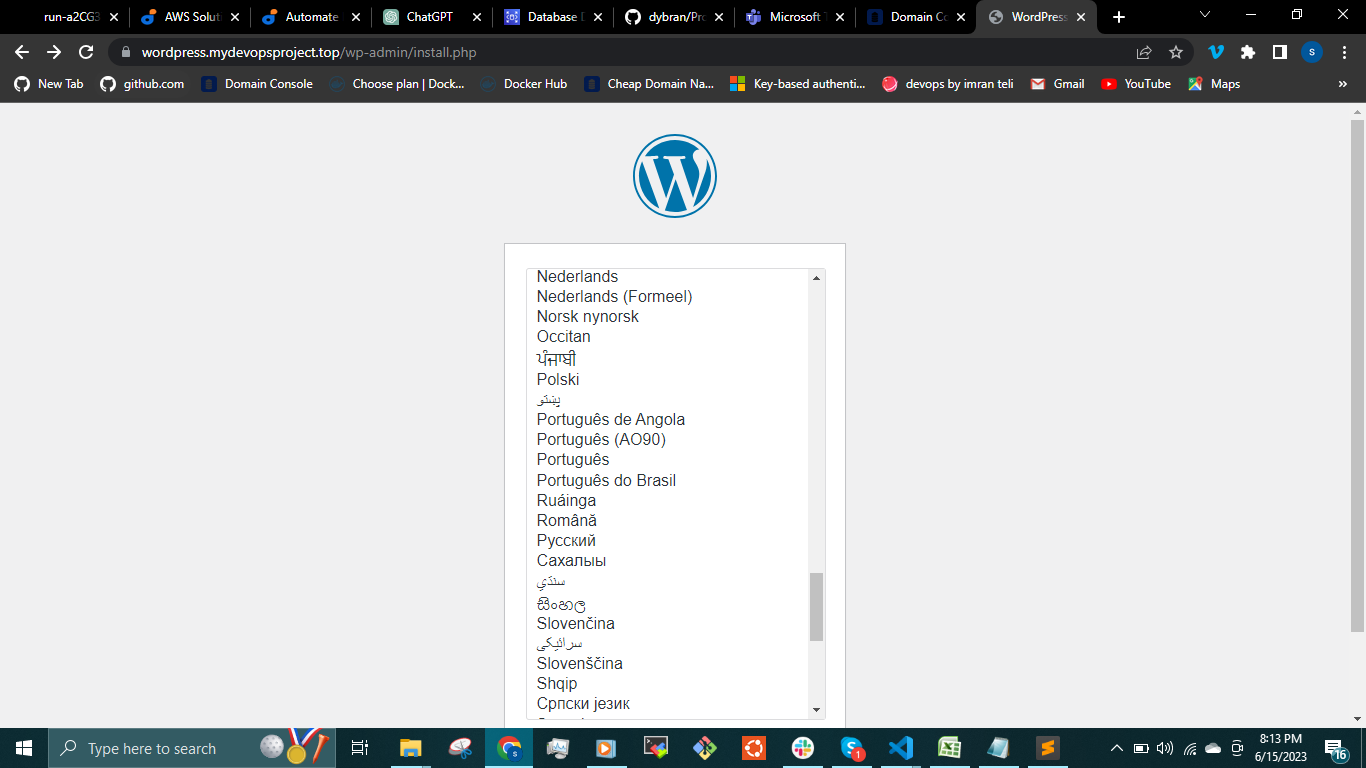 run-a2CG3
AWS Solut
Automate
ChatGPT
Database D
dybran/Pro
Microsoft T
Domain Co
WordPress
wordpress.mydevopsproject.top/wp-admin/install.php
s
New Tab
github.com
Domain Console
Choose plan | Dock...
Docker Hub
Cheap Domain Na...
Key-based authenti...
devops by imran teli
Gmail
YouTube
Maps
»
Nederlands
Nederlands (Formeel)
Norsk nynorsk
Occitan
ਪੰਜਾਬੀ
Polski
پښتو
Português de Angola
Português (AO90)
Português
Português do Brasil
Ruáinga
Română
Русский
Сахалыы
سنڌي
සිංහල
Slovenčina
سرائیکی
Slovenščina
Shqip
Српски језик
Type here to search
1
8:13 PM
6/15/2023
16